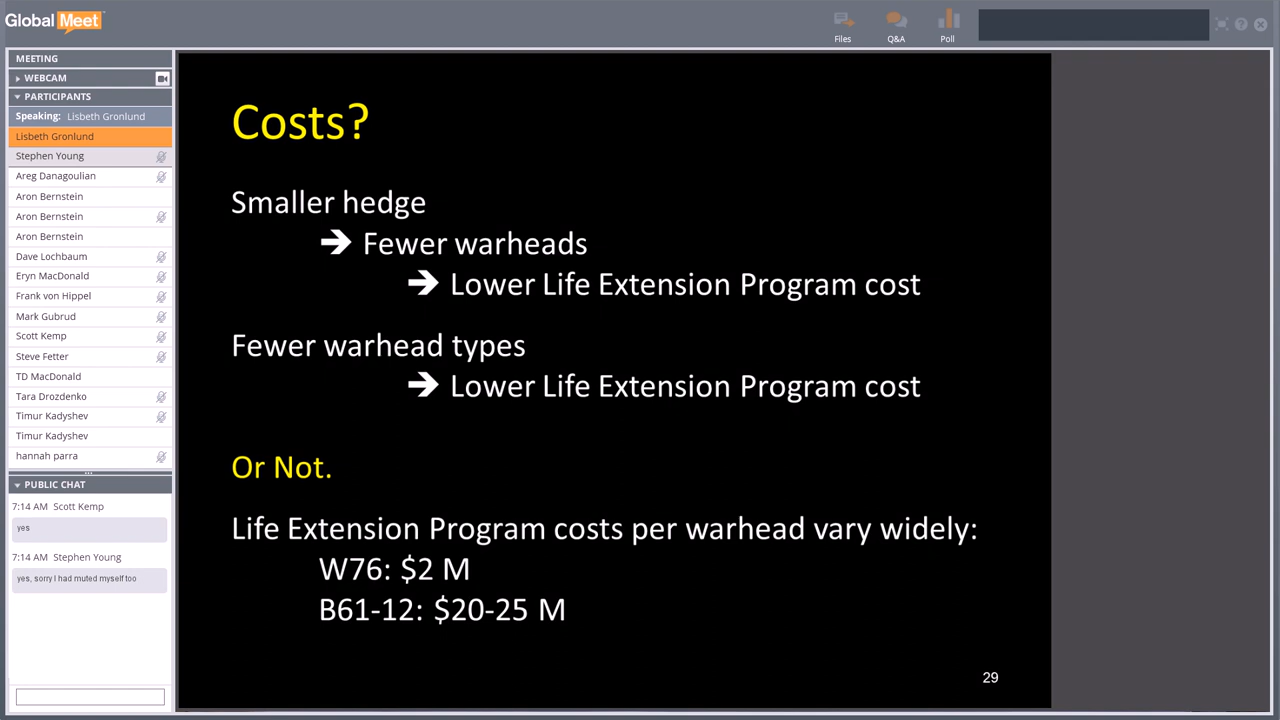 Global Meet
Files
Q&A
Poll
MEETING
WEBCAM
PARTICIPANTS
Speaking: Lisbeth Gronlund
Lisbeth Gronlund
Stephen Young
Areg Danagoulian
Aron Bernstein
Aron Bernstein
Aron Bernstein
Dave Lochbaum
Eryn MacDonald
Frank von Hippel
Mark Gubrud
Scott Kemp
Steve Fetter
TD MacDonald
Tara Drozdenko
Timur Kadyshev
Timur Kadyshev
hannah parra
PUBLIC CHAT
7:14 AM Scott Kemp
yes
7:14 AM Stephen Young
yes, sorry I had muted myself too
Costs?
Smaller hedge
➔ Fewer warheads
➔ Lower Life Extension Program cost
Fewer warhead types
➔ Lower Life Extension Program cost
Or Not.
Life Extension Program costs per warhead vary widely:
W76: $2 M
B61-12: $20-25 M
29